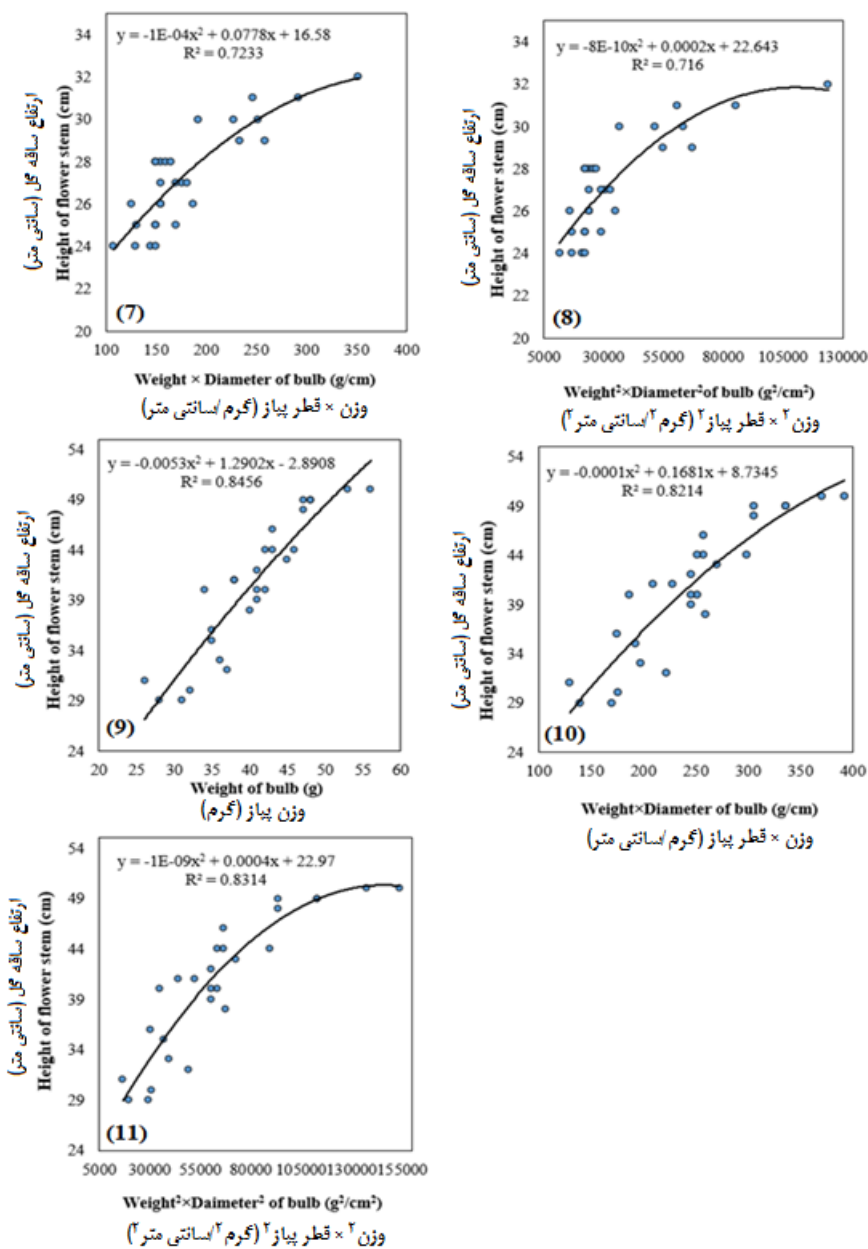 y = -1E-04x² + 0.0778x + 16.58
R² = 0.7233
34
32
30
28
26
24
22
20
ارتفاع ساقه گل (سانتی متر)
Height of flower stem (cm)
(7)
100 150 200 250 300 350 400
Weight × Diameter of bulb (g/cm)
وزن × قطر پیاز (گرم/سانتی متر)
y = -8E-10x² + 0.0002x + 22.643
R² = 0.716
34
32
30
28
26
24
22
20
ارتفاع ساقه گل (سانتی متر)
Height of flower stem (cm)
(8)
5000 30000 55000 80000 105000 130000
Weight²×Diameter²of bulb (g²/cm²)
وزن۲ × قطر پیاز۲ (گرم۲/سانتی متر۲)
y = -0.0053x² + 1.2902x - 2.8908
R² = 0.8456
54
49
44
39
34
29
24
ارتفاع ساقه گل (سانتی متر)
Height of flower stem (cm)
(9)
20 25 30 35 40 45 50 55 60
Weight of bulb (g)
وزن پیاز (گرم)
y = -0.0001x² + 0.1681x + 8.7345
R² = 0.8214
54
49
44
39
34
29
24
ارتفاع ساقه گل (سانتی متر)
Height of flower stem (cm)
(10)
100 150 200 250 300 350 400
Weight×Diameter of bulb (g/cm)
وزن × قطر پیاز (گرم/سانتی متر)
y = -1E-09x² + 0.0004x + 22.97
R² = 0.8314
54
49
44
39
34
29
24
ارتفاع ساقه گل (سانتی متر)
Height of flower stem (cm)
(11)
5000 30000 55000 80000 105000130000155000
Weight²×Daimeter² of bulb (g²/cm²)
وزن۲ × قطر پیاز۲ (گرم۲/سانتی متر۲)